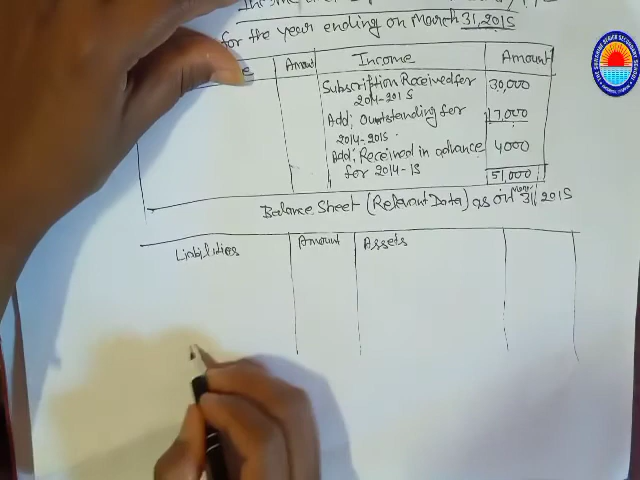 for the year ending on March 31, 2015
Amount Income Amount
Subscription Received for 30,000
2014-2015
Add: Outstanding for 17,000
2014-2015.
Add: Received in advance 4000
for 2014-15 51,000
Balance Sheet (Relevant Data) as on March 31, 2015
Liabilities Amount Assets